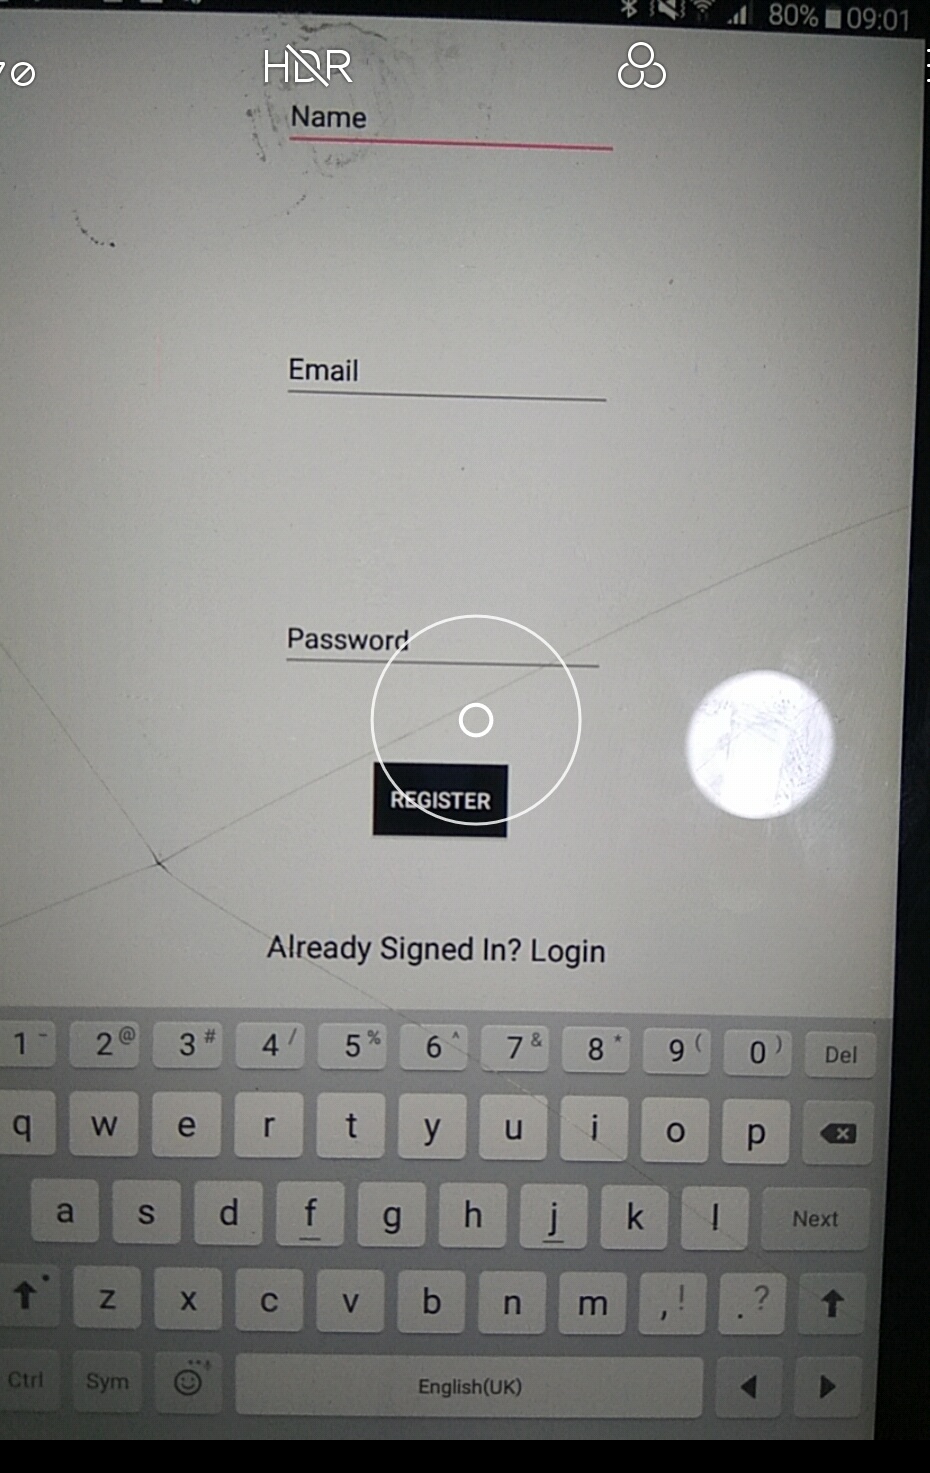 80% 09:01
HDR
Name
Email
Password
REGISTER
Already Signed In? Login
1 - 2 @ 3 # 4 / 5 % 6 ^ 7 & 8 * 9 ( 0 ) Del
q w e r t y u i o p
a s d f g h j k l Next
z x c v b n m , ! . ?
Ctrl Sym English(UK)